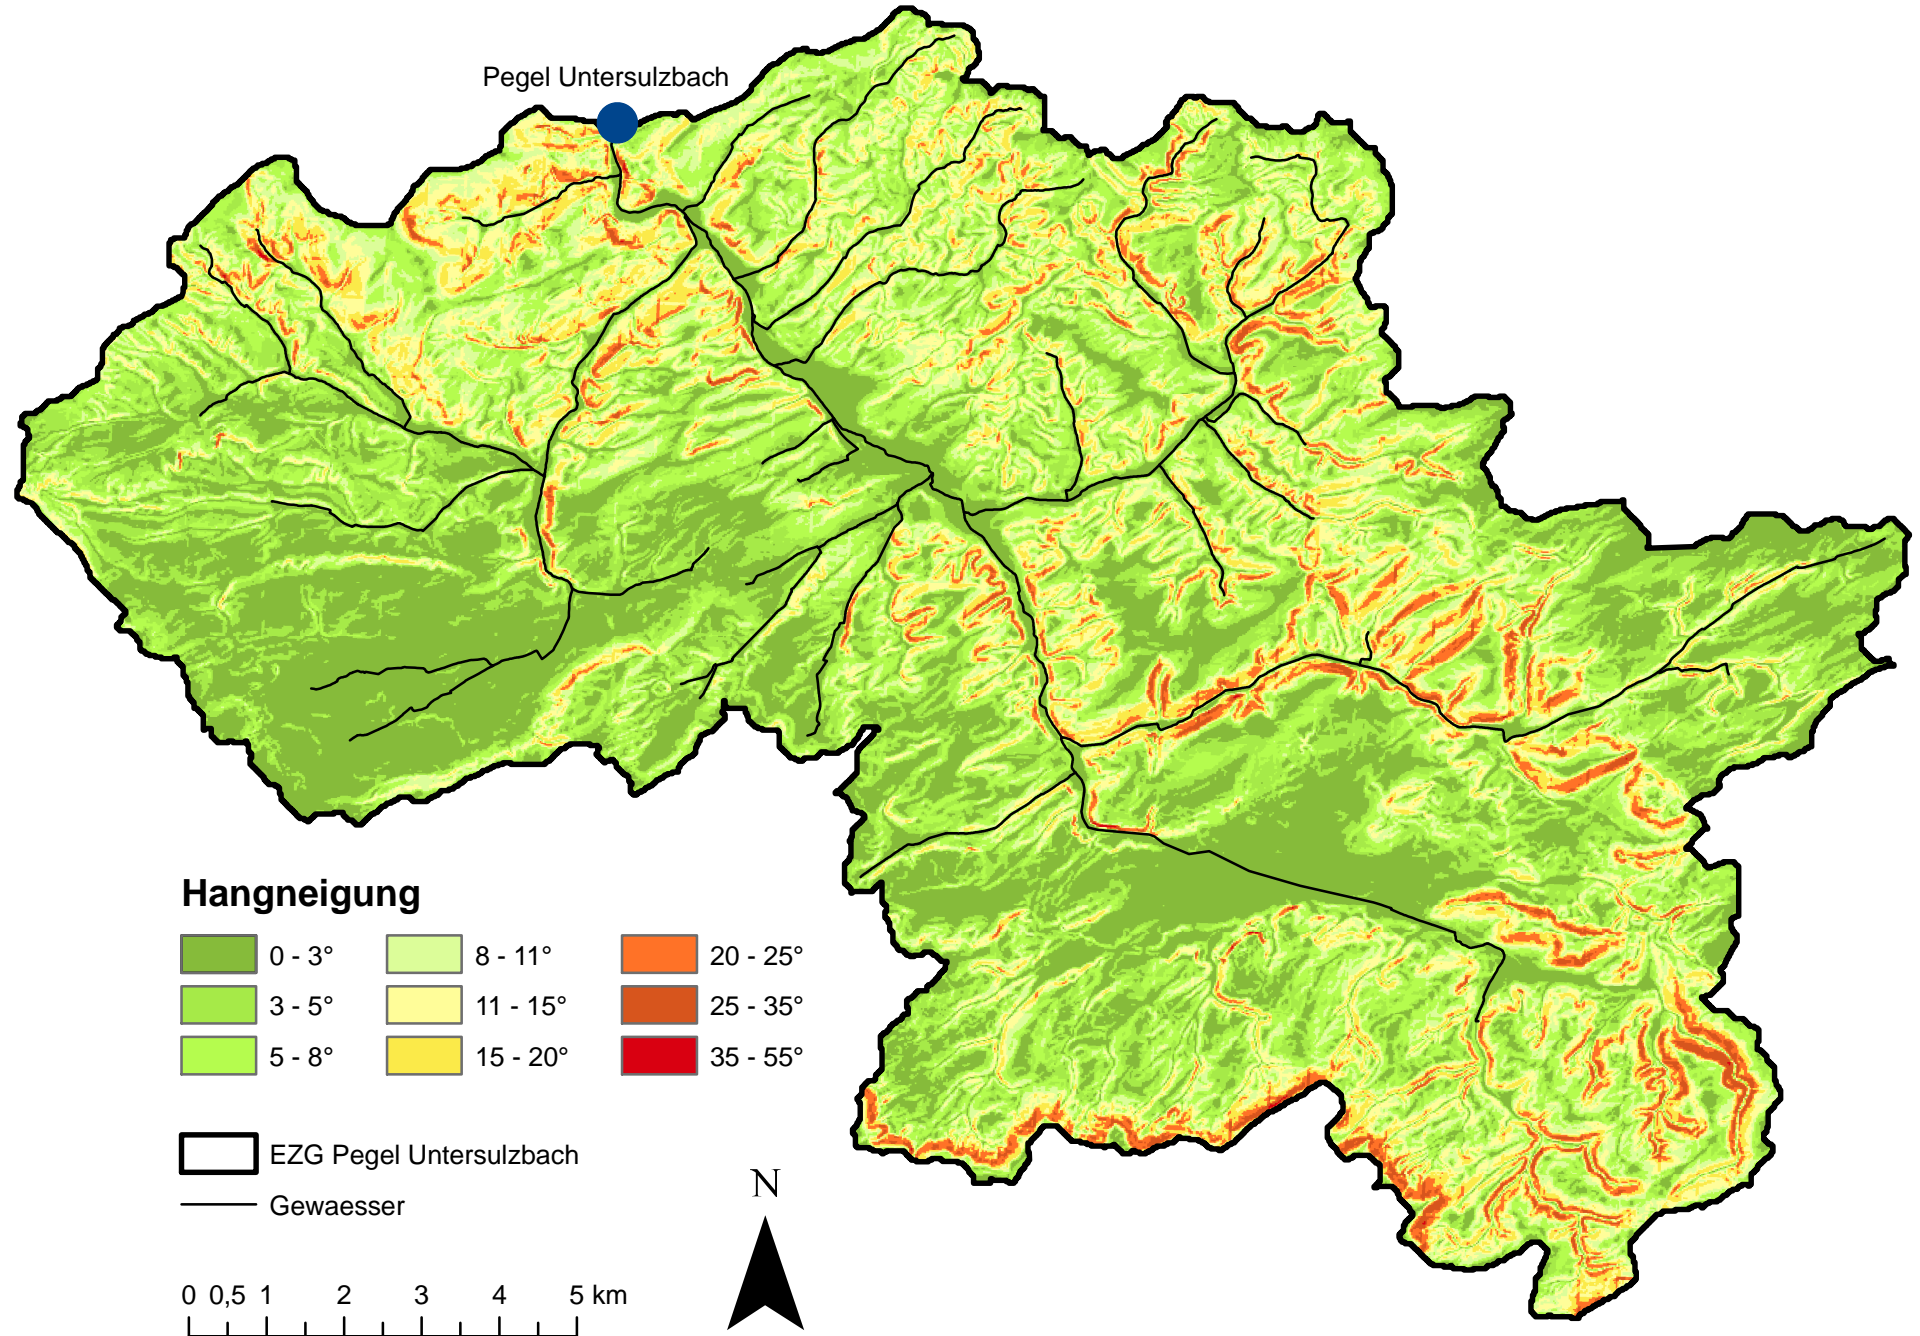 Pegel Untersulzbach
Hangneigung
0 - 3°
3 - 5°
5 - 8°
8 - 11°
11 - 15°
15 - 20°
20 - 25°
25 - 35°
35 - 55°
EZG Pegel Untersulzbach
Gewaesser
0 0,5 1 2 3 4 5 km
N